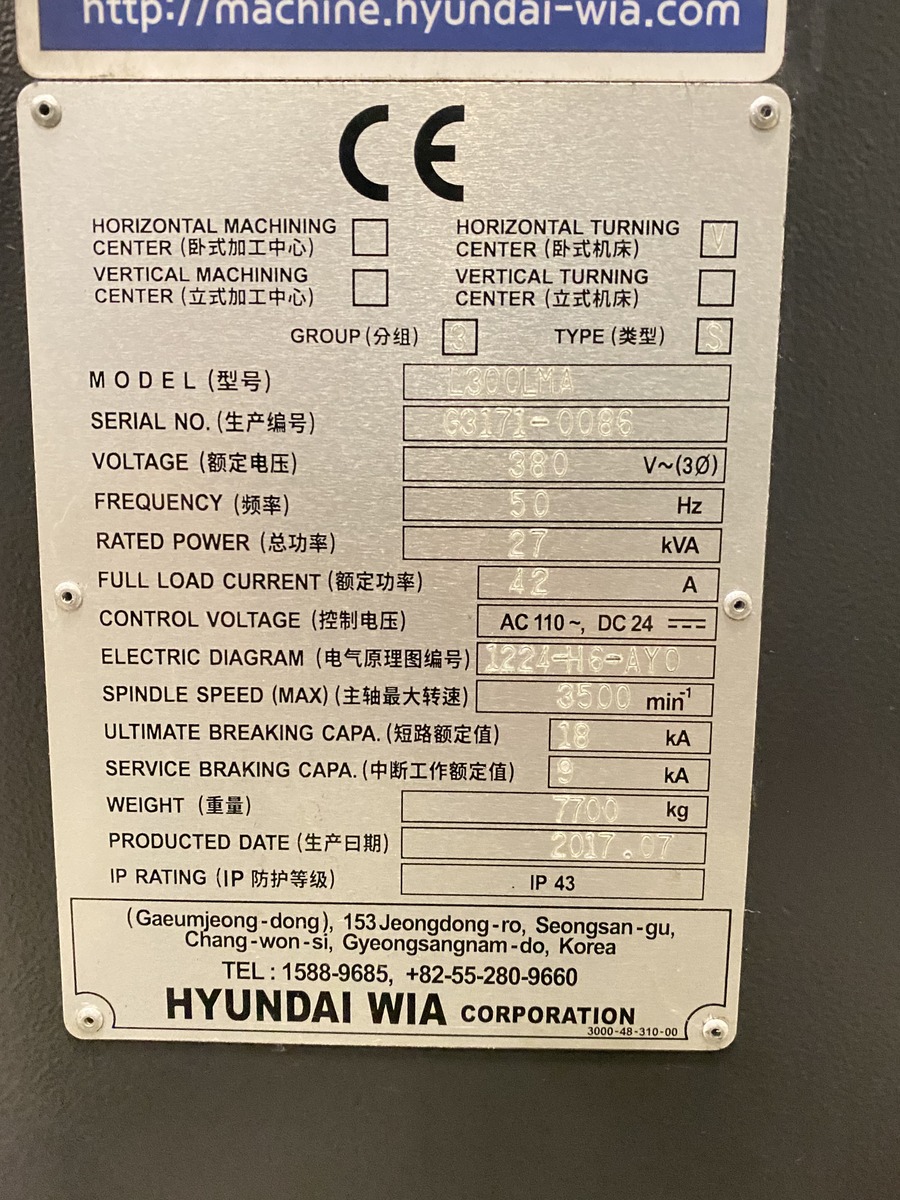 http://machine.hyundai-wia.com
CE
HORIZONTAL MACHINING CENTER (卧式加工中心)
HORIZONTAL TURNING CENTER (卧式机床) V
VERTICAL MACHINING CENTER (立式加工中心)
VERTICAL TURNING CENTER (立式机床)
GROUP (分组) 3 TYPE (类型) S
MODEL (型号) L300LMA
SERIAL NO. (生产编号) G3171-0086
VOLTAGE (额定电压) 380 V~(3Ø)
FREQUENCY (频率) 50 Hz
RATED POWER (总功率) 27 kVA
FULL LOAD CURRENT (额定功率) 42 A
CONTROL VOLTAGE (控制电压) AC 110 ~, DC 24 ---
ELECTRIC DIAGRAM (电气原理图编号) 1224-H6-AY0
SPINDLE SPEED (MAX) (主轴最大转速) 3500 min⁻¹
ULTIMATE BREAKING CAPA. (短路额定值) 18 kA
SERVICE BRAKING CAPA. (中断工作额定值) 9 kA
WEIGHT (重量) 7700 kg
PRODUCTED DATE (生产日期) 2017.07
IP RATING (IP 防护等级) IP 43
(Gaeumjeong-dong), 153 Jeongdong-ro, Seongsan-gu,
Chang-won-si, Gyeongsangnam-do, Korea
TEL : 1588-9685, +82-55-280-9660
HYUNDAI WIA CORPORATION
3000-48-310-00